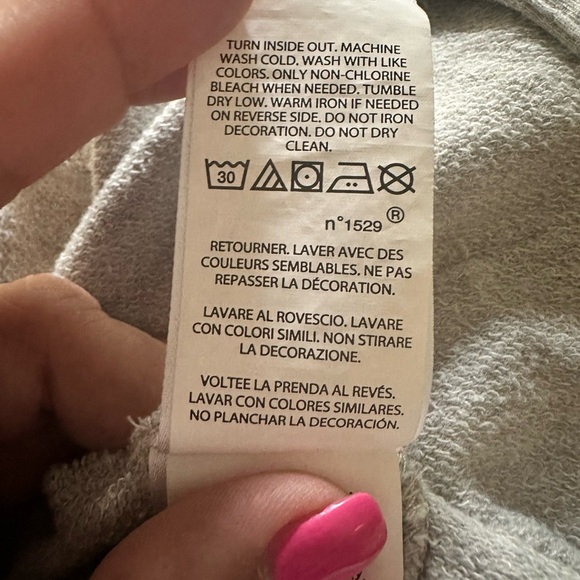 TURN INSIDE OUT. MACHINE
WASH COLD. WASH WITH LIKE
COLORS. ONLY NON-CHLORINE
BLEACH WHEN NEEDED. TUMBLE
DRY LOW. WARM IRON IF NEEDED
ON REVERSE SIDE. DO NOT IRON
DECORATION. DO NOT DRY
CLEAN.
30
n°1529 ®
RETOURNER. LAVER AVEC DES
COULEURS SEMBLABLES. NE PAS
REPASSER LA DÉCORATION.
LAVARE AL ROVESCIO. LAVARE
CON COLORI SIMILI. NON STIRARE
LA DECORAZIONE.
VOLTEE LA PRENDA AL REVÉS.
LAVAR CON COLORES SIMILARES.
NO PLANCHAR LA DECORACIÓN.